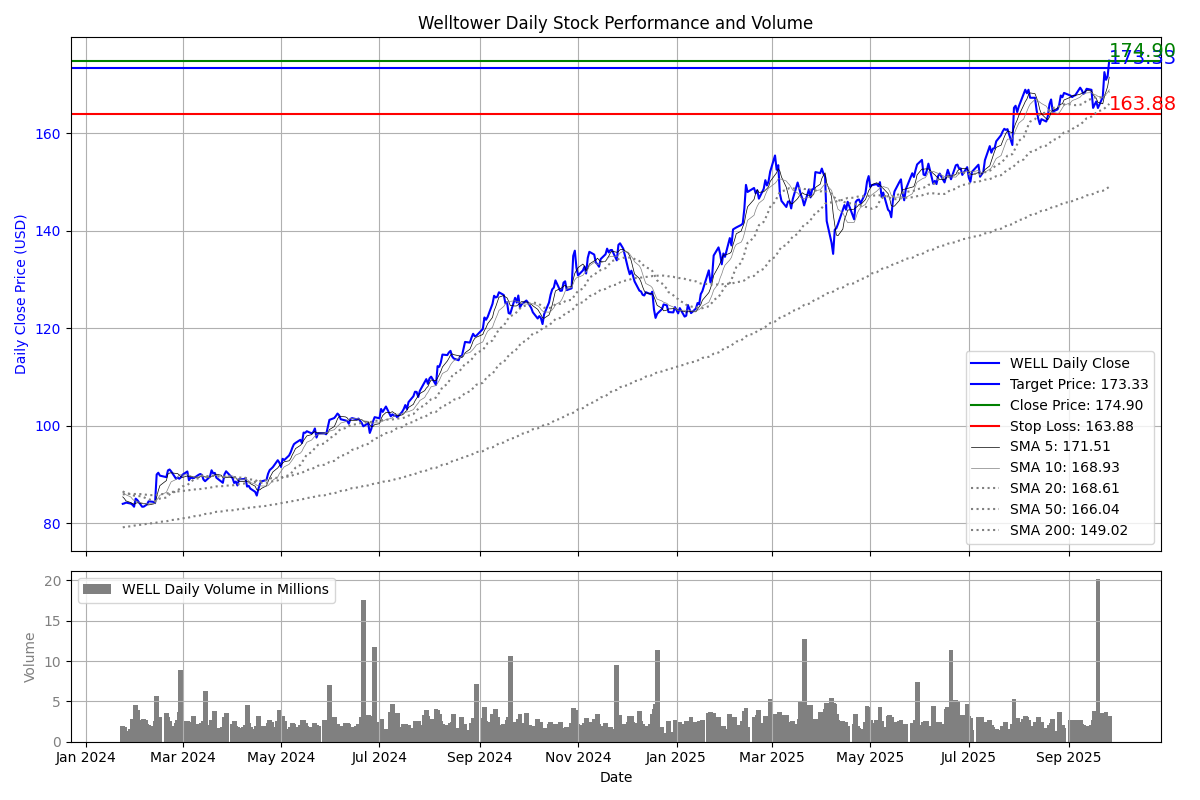 Welltower Daily Stock Performance and Volume
174.90
173.33
163.88
160
140
120
100
80
Daily Close Price (USD)
WELL Daily Close
Target Price: 173.33
Close Price: 174.90
Stop Loss: 163.88
SMA 5: 171.51
SMA 10: 168.93
SMA 20: 168.61
SMA 50: 166.04
SMA 200: 149.02
20
15
10
5
0
Volume
WELL Daily Volume in Millions
Jan 2024 Mar 2024 May 2024 Jul 2024 Sep 2024 Nov 2024 Jan 2025 Mar 2025 May 2025 Jul 2025 Sep 2025
Date